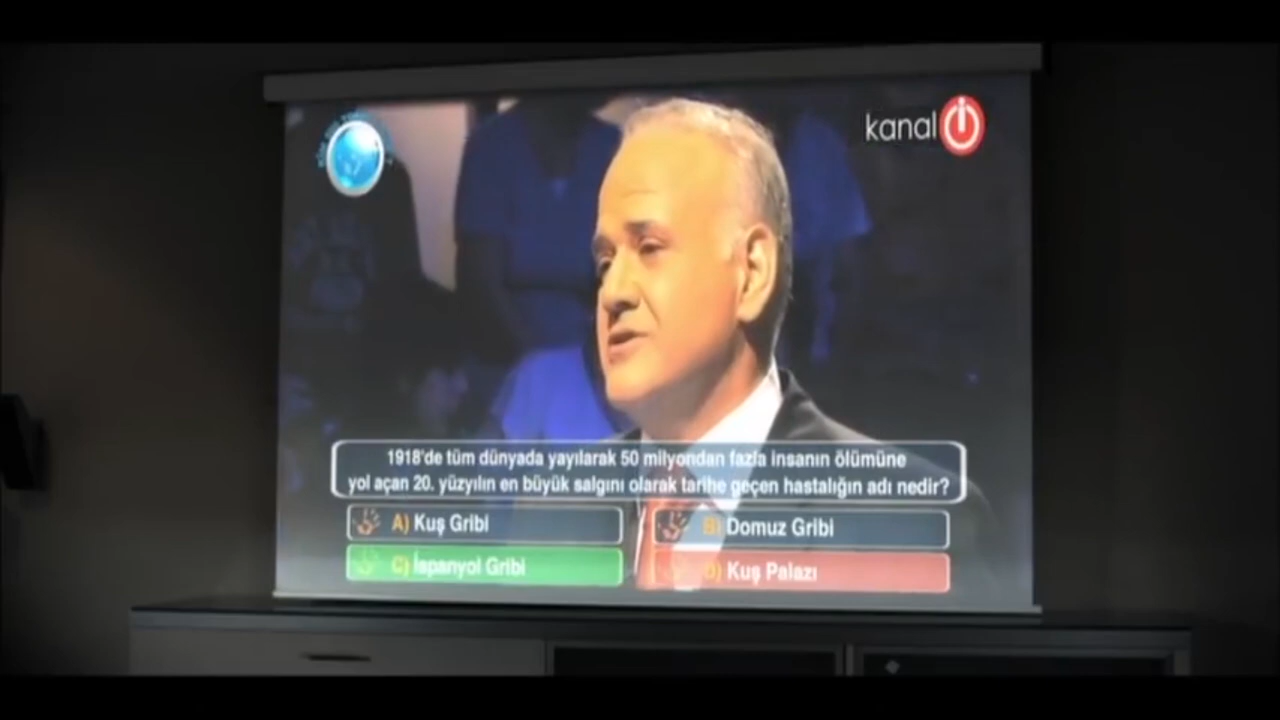 kanal
1918'de tüm dünyada yayılarak 50 milyondan fazla insanın ölümüne
yol açan 20. yüzyılın en büyük salgını olarak tarihe geçen hastalığın adı nedir?
A) Kuş Gribi
B) Domuz Gribi
C) İspanyol Gribi
D) Kuş Palazı